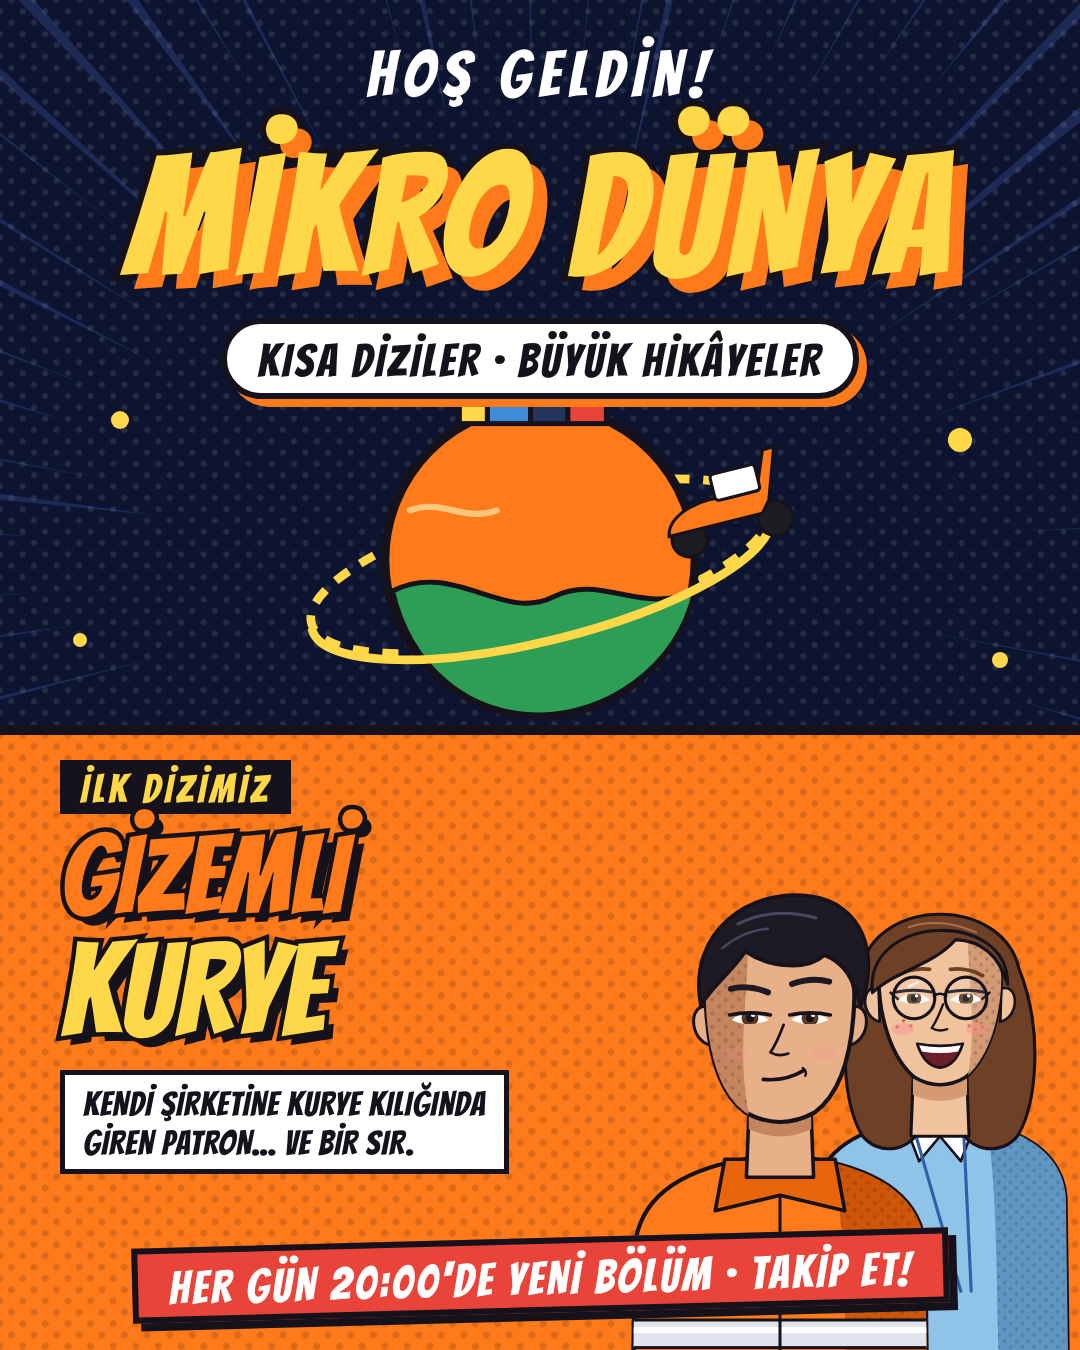 HOŞ GELDİN!
MİKRO DÜNYA
KISA DİZİLER · BÜYÜK HİKÂYELER
İLK DİZİMİZ
GİZEMLİ
KURYE
KENDİ ŞİRKETİNE KURYE KILIĞINDA
GİREN PATRON... VE BİR SIR.
HER GÜN 20:00'DE YENİ BÖLÜM · TAKİP ET!